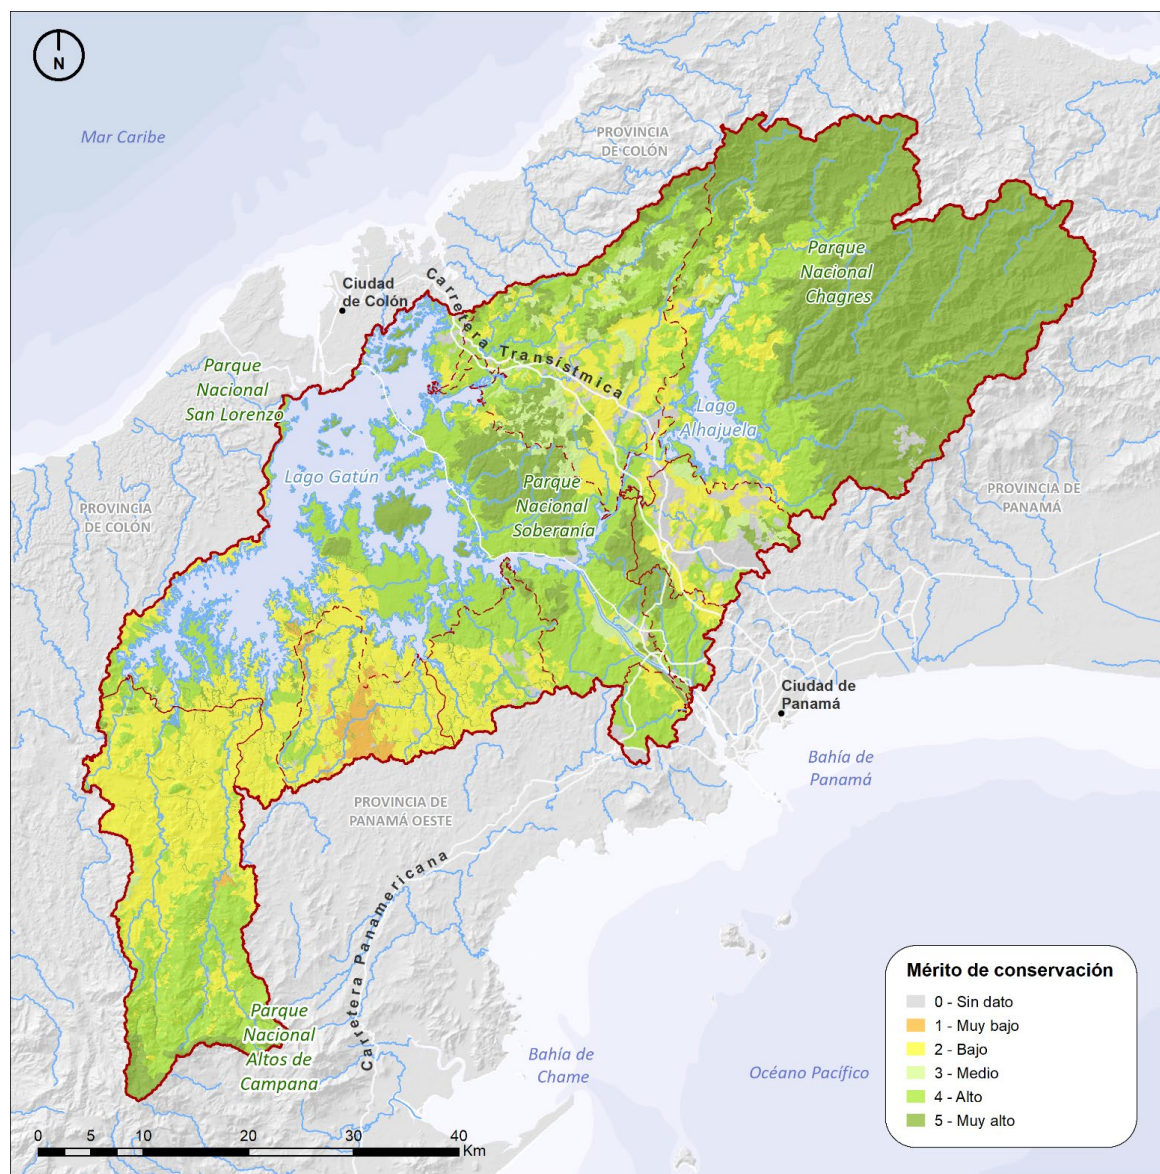 N
Mar Caribe
PROVINCIA
DE COLÓN
Parque
Nacional
Chagres
Ciudad
de Colón
Carretera Transístmica
Parque
Nacional
San Lorenzo
Lago
Alhajuela
Lago Gatún
Parque
Nacional
Soberanía
PROVINCIA
DE COLÓN
PROVINCIA DE
PANAMÁ
Ciudad de
Panamá
Bahía de
Panamá
PROVINCIA DE
PANAMÁ OESTE
Carretera Panamericana
Parque
Nacional
Altos de
Campana
Bahía de
Chame
Océano Pacífico
Mérito de conservación
0 - Sin dato
1 - Muy bajo
2 - Bajo
3 - Medio
4 - Alto
5 - Muy alto
0 5 10 20 30 40
Km